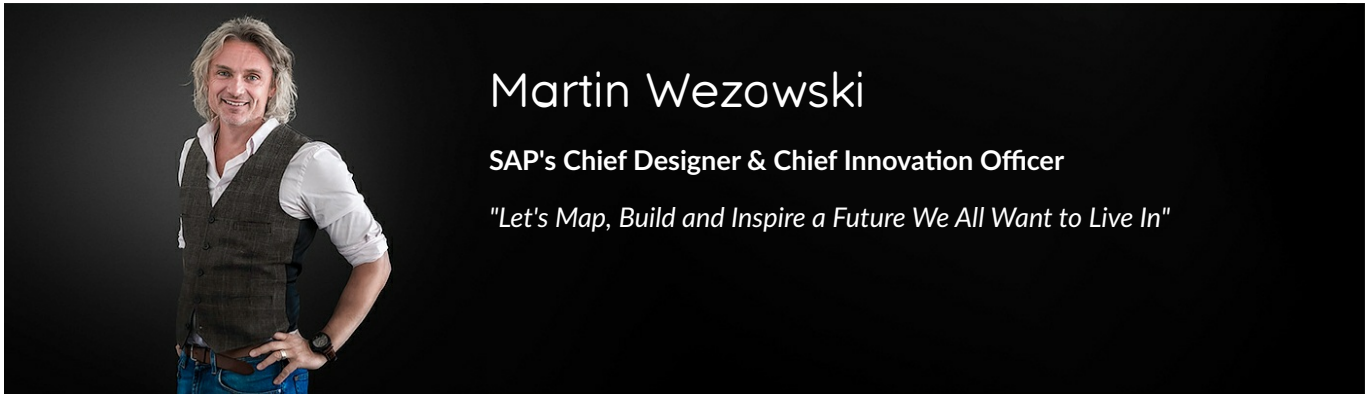 Martin Wezowski
SAP's Chief Designer & Chief Innovation Officer
"Let's Map, Build and Inspire a Future We All Want to Live In"